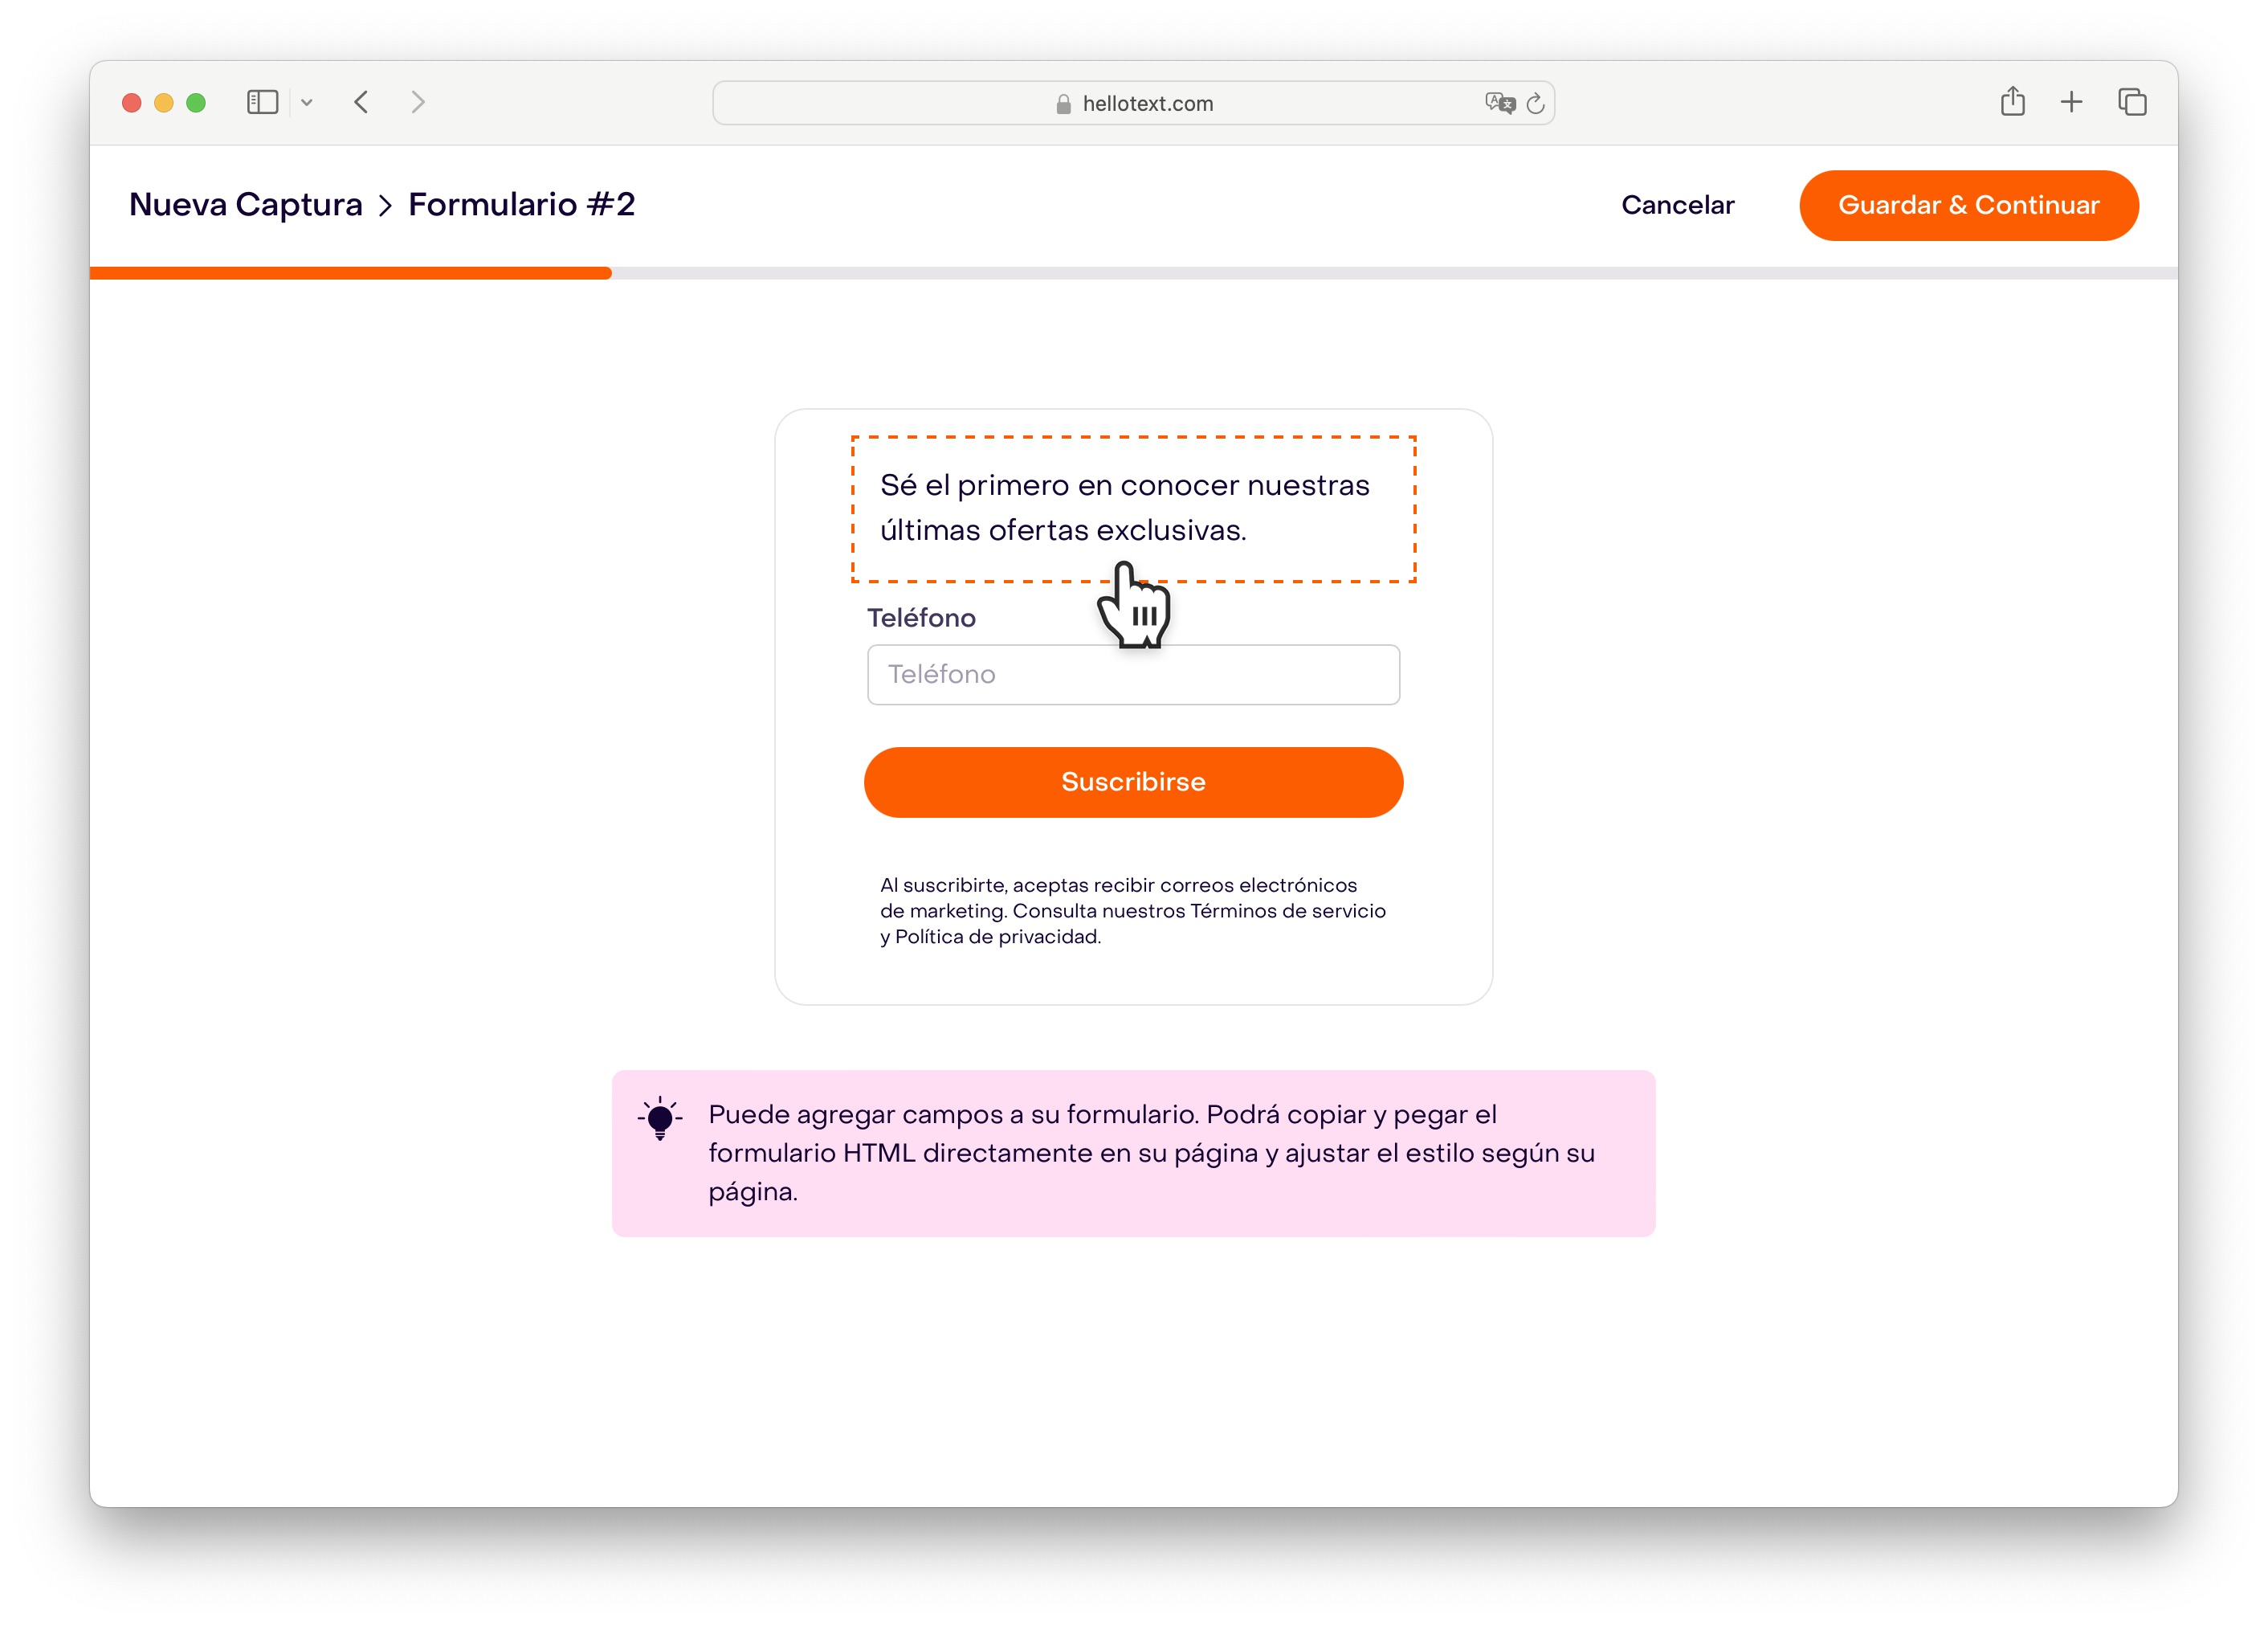 hellotext.com
Nueva Captura > Formulario #2
Cancelar
Guardar & Continuar
Sé el primero en conocer nuestras
últimas ofertas exclusivas.
Teléfono
Teléfono
Suscribirse
Al suscribirte, aceptas recibir correos electrónicos
de marketing. Consulta nuestros Términos de servicio
y Política de privacidad.
Puede agregar campos a su formulario. Podrá copiar y pegar el
formulario HTML directamente en su página y ajustar el estilo según su
página.